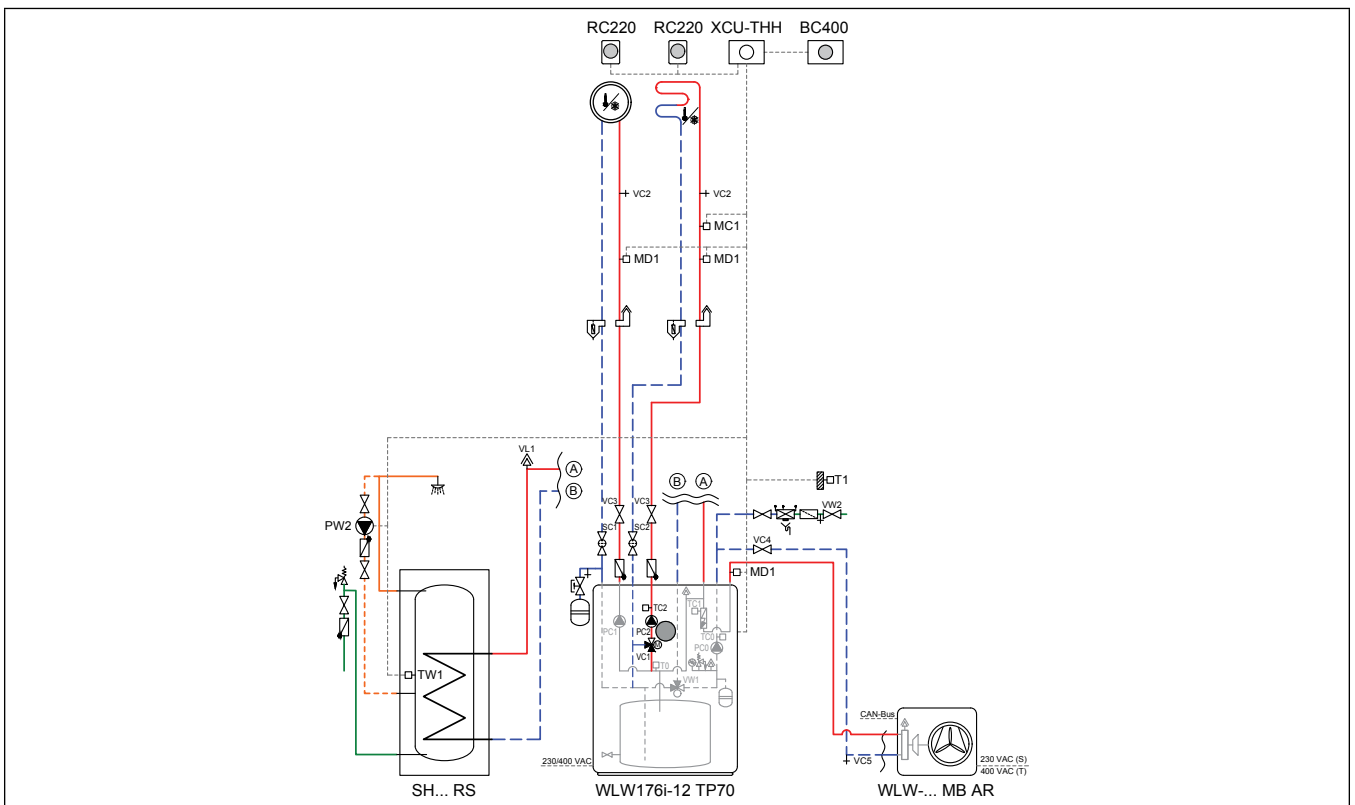 RC220 RC220 XCU-THH BC400
VC2 VC2
MC1
MD1 MD1
VL1
A
B
B A
T1
VC3 VC3
VW2
PW2
SC1 SC2
VC4
MD1
TC2 TC1
PC1 PC2 TC0
PC0
VC1
T0
TW1
VW1
CAN-Bus
230/400 VAC
VC5
230 VAC (S)
400 VAC (T)
SH... RS WLW176i-12 TP70 WLW-... MB AR